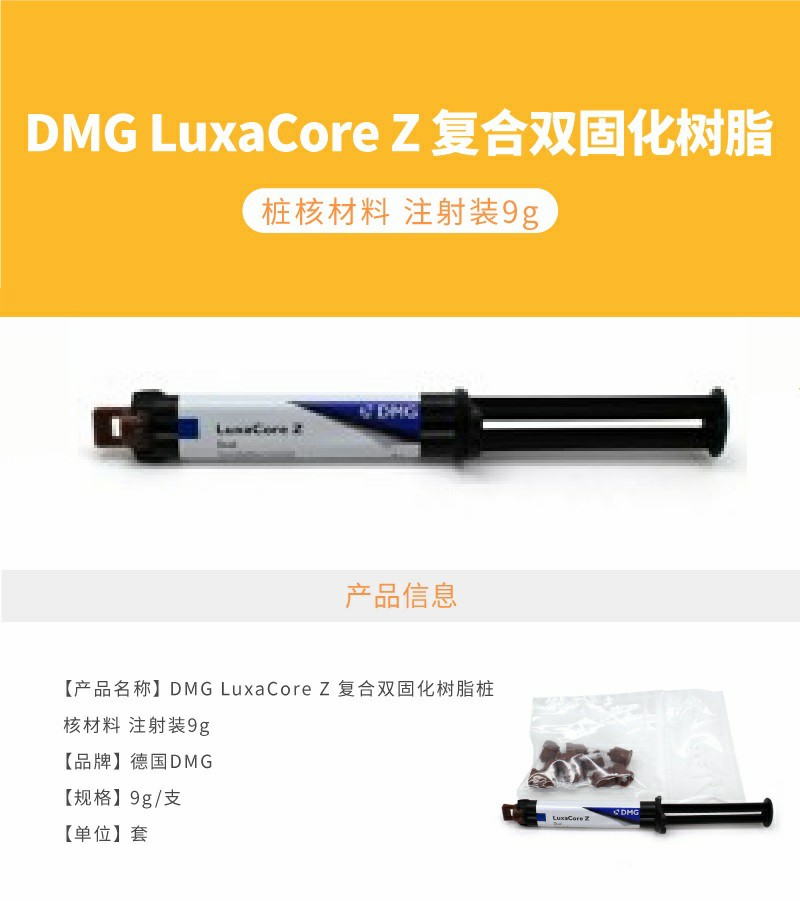 DMG LuxaCore Z 复合双固化树脂
桩核材料 注射装9g
DMG
LuxaCore Z
Dual
产品信息
【产品名称】DMG LuxaCore Z 复合双固化树脂桩
核材料 注射装9g
【品牌】德国DMG
【规格】9g/支
【单位】套
DMG
LuxaCore Z
Dual